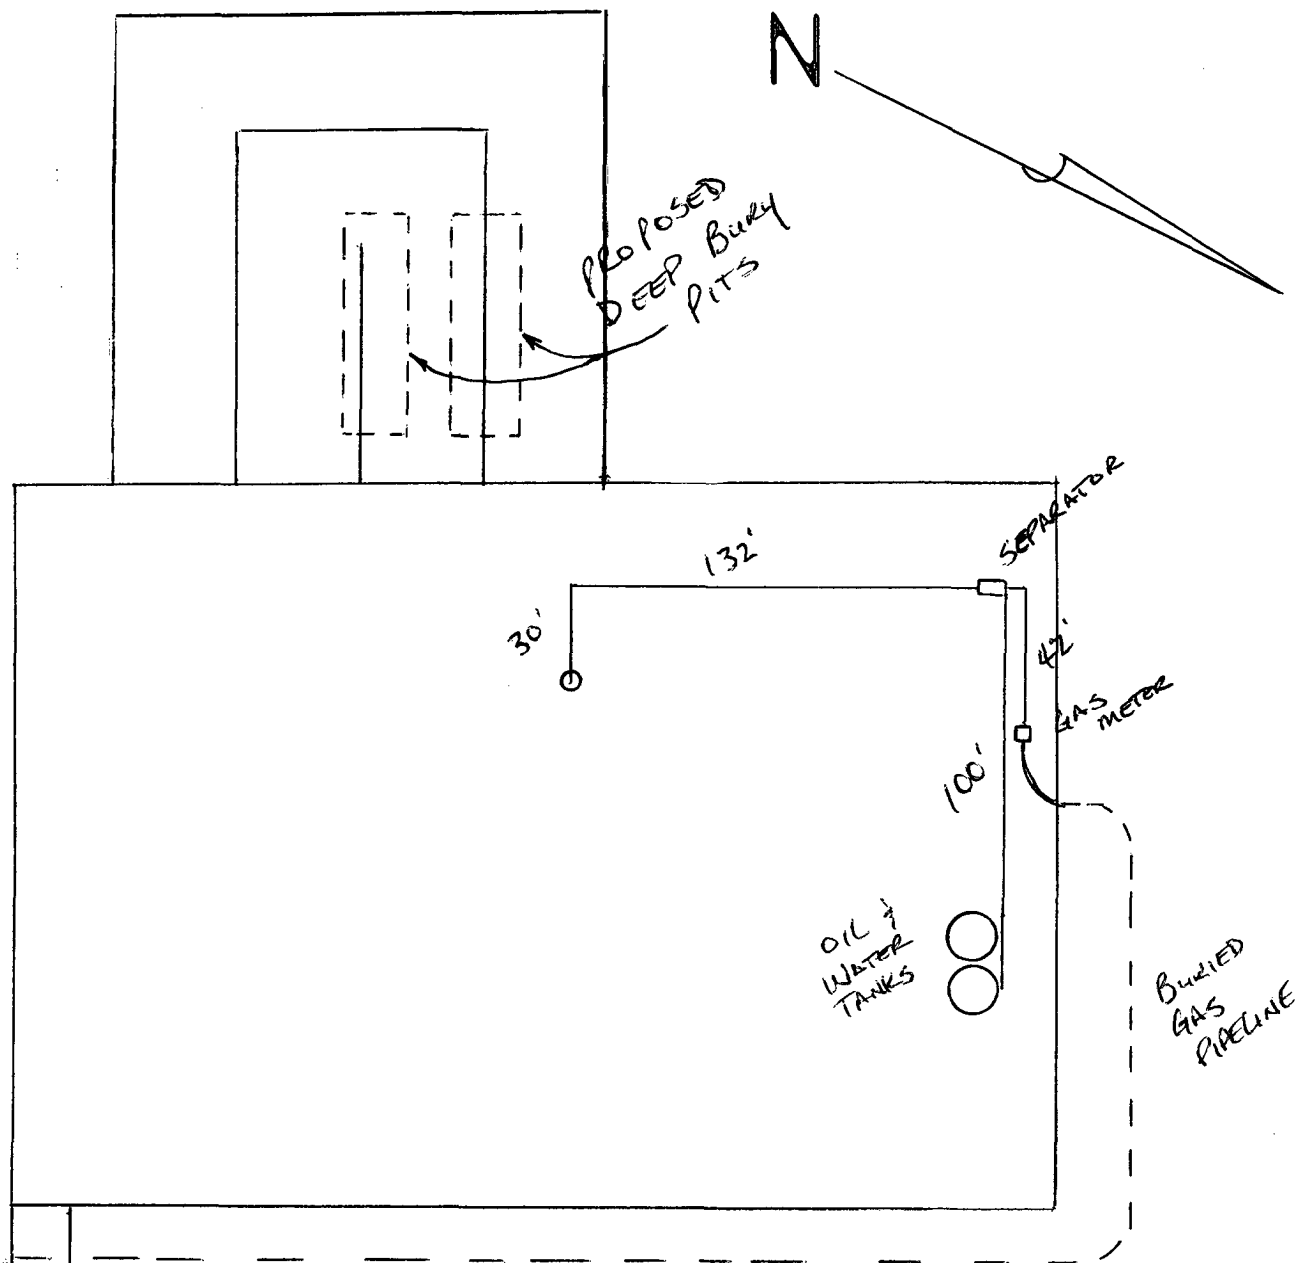 N
PROPOSED
DEEP BURY
PITS
SEPARATOR
132'
30'
42'
GAS
METER
100'
OIL &
WATER
TANKS
BURIED
GAS
PIPELINE